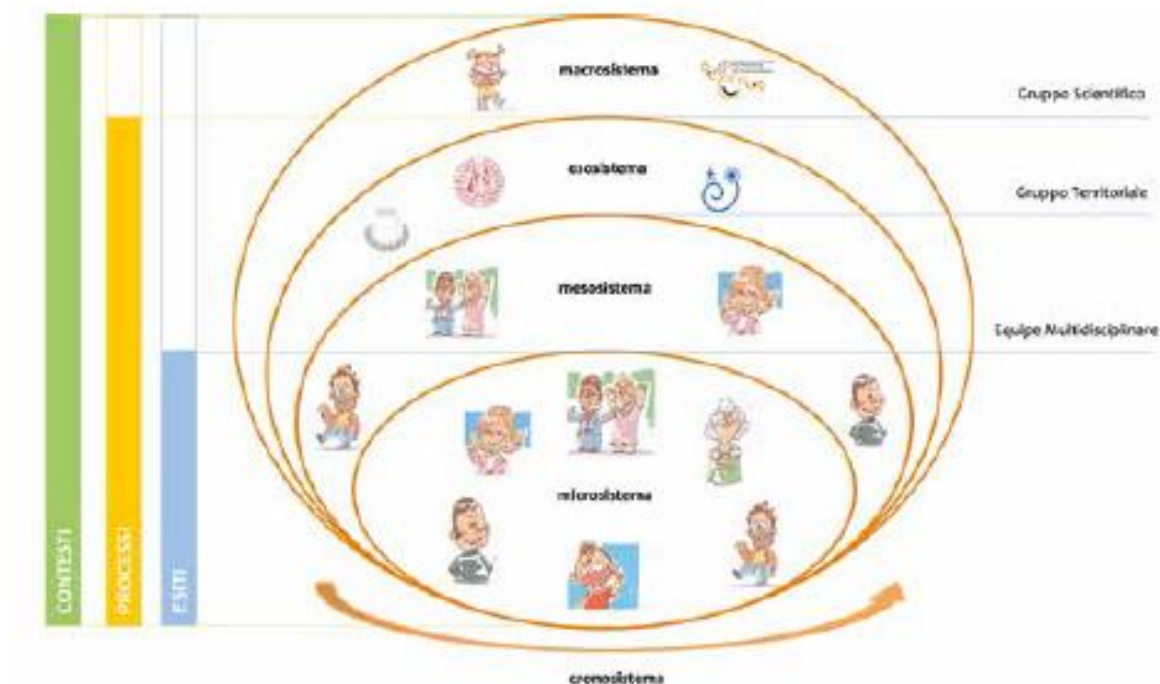 macrosistema
Gruppo Scientifico
esosistema
Gruppo Territoriale
mesosistema
Equipe Multidisciplinare
microsistema
CONTESTI
PROCESSI
ESITI
cronosistema